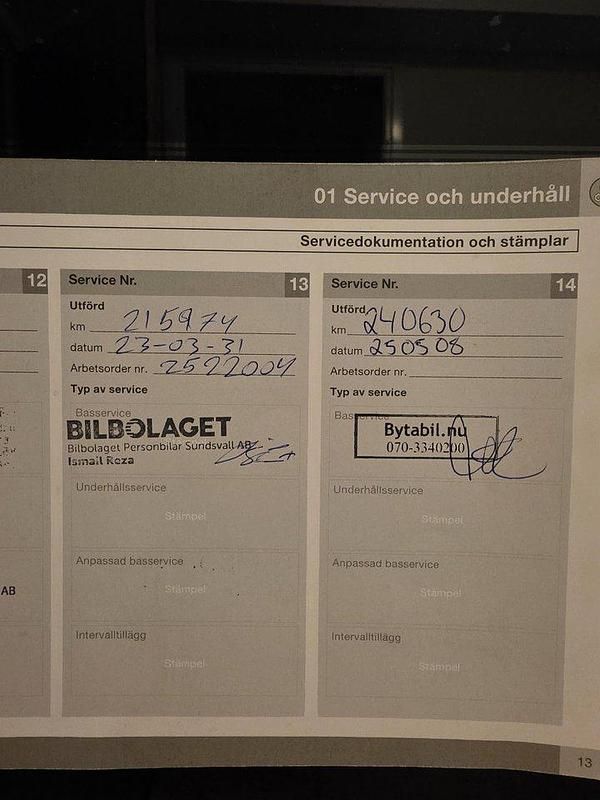 01 Service och underhåll
Servicedokumentation och stämplar
12
AB
Service Nr. 13
Utförd
km 215974
datum 23-03-31
Arbetsorder nr. 2522004
Typ av service
Basservice
BILBOLAGET
Bilbolaget Personbilar Sundsvall AB
Ismail Reza
Underhållsservice
Stämpel
Anpassad basservice
Stämpel
Intervalltillägg
Stämpel
Service Nr. 14
Utförd
km 240630
datum 250508
Arbetsorder nr.
Typ av service
Bas
Bytabil.nu
070-3340200
Underhållsservice
Stämpel
Anpassad basservice
Stämpel
Intervalltillägg
Stämpel
13